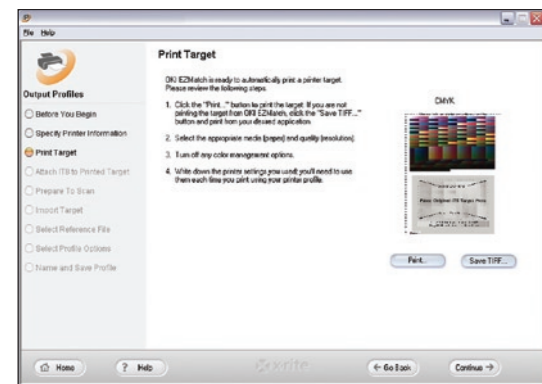 File Help
Output Profiles
Before You Begin
Specify Printer Information
Print Target
Attach IT8 to Printed Target
Prepare To Scan
Import Target
Select Reference File
Select Profile Options
Name and Save Profile
Print Target
OKI EZMatch is ready to automatically print a printer target.
Please review the following steps.
1. Click the "Print..." button to print the target. If you are not
printing the target from OKI EZMatch, click the "Save TIFF..."
button and print from your desired application.
2. Select the appropriate media (paper) and quality (resolution).
3. Turn off any color management options.
4. Write down the printer settings you used; you'll need to use
them each time you print using your printer profile.
CMYK
Place Original IT8 Target Here
Print...
Save TIFF...
Home
? Help
x·rite
← Go Back
Continue →